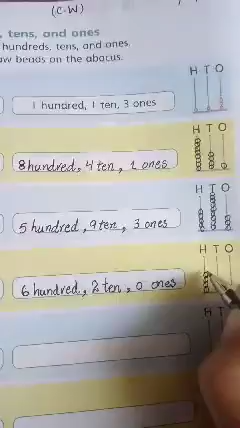 (C.W)
, tens, and ones
hundreds, tens, and ones.
aw beads on the abacus.
H T O
1 hundred, 1 ten, 3 ones
H T O
8 hundred, 4 ten, 1 ones
H T O
5 hundred, 9 ten, 3 ones
H T O
6 hundred, 2 ten, 0 ones
H T